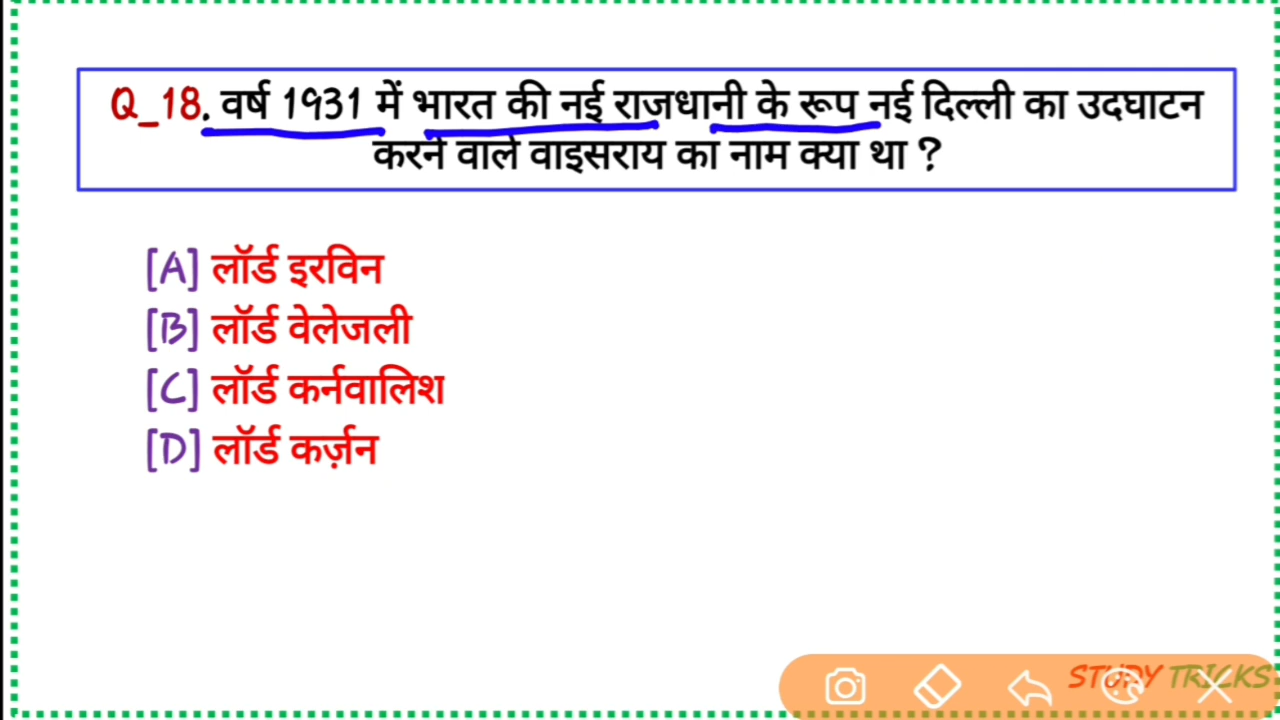 Q_18. वर्ष 1931 में भारत की नई राजधानी के रूप नई दिल्ली का उदघाटन
करने वाले वाइसराय का नाम क्या था ?
[A] लॉर्ड इरविन
[B] लॉर्ड वेलेजली
[C] लॉर्ड कर्नवालिश
[D] लॉर्ड कर्ज़न
STUDY TRICKS